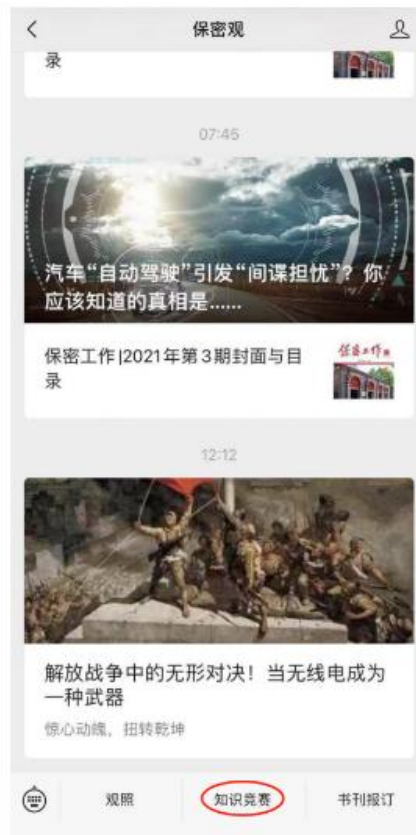 保密观
录
07:45
汽车“自动驾驶”引发“间谍担忧”？你
应该知道的真相是......
保密工作|2021年第3期封面与目
录
保密工作
12:12
解放战争中的无形对决！当无线电成为
一种武器
惊心动魄，扭转乾坤
观照
知识竞赛
书刊报订